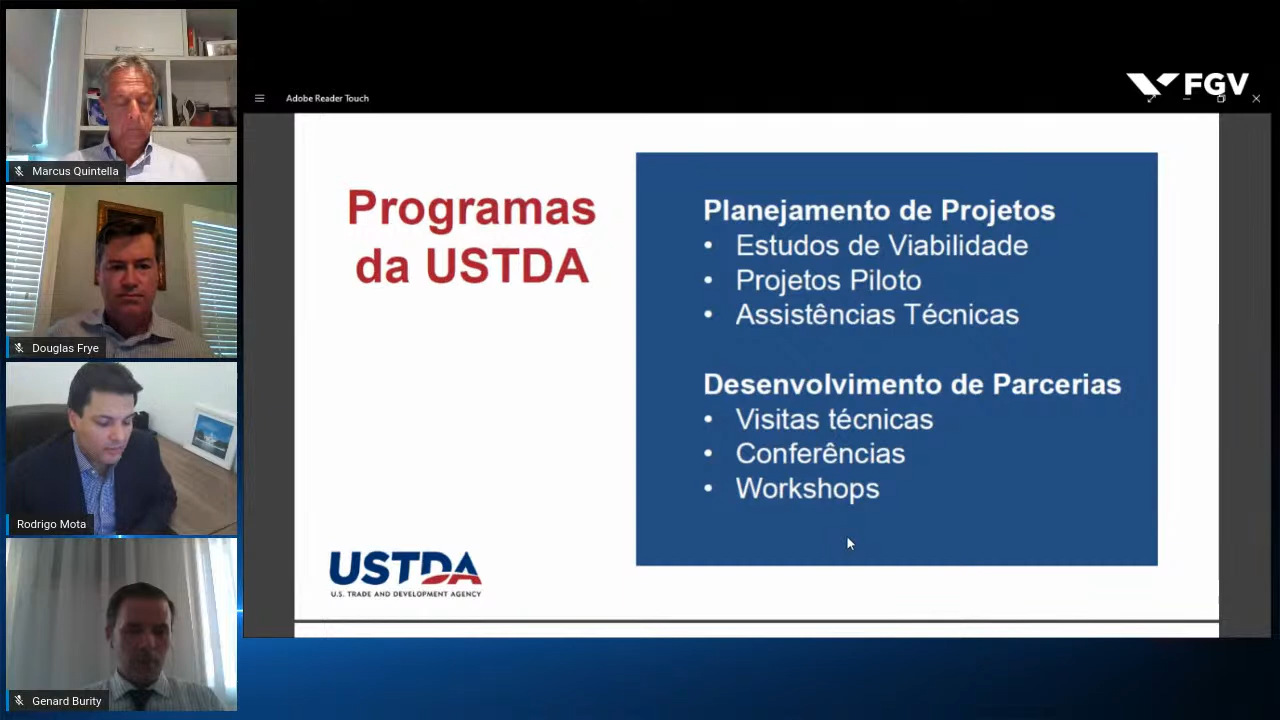 FGV
Adobe Reader Touch
Marcus Quintella
Douglas Frye
Rodrigo Mota
Genard Burity
Programas
da USTDA
Planejamento de Projetos
• Estudos de Viabilidade
• Projetos Piloto
• Assistências Técnicas
Desenvolvimento de Parcerias
• Visitas técnicas
• Conferências
• Workshops
USTDA
U.S. TRADE AND DEVELOPMENT AGENCY